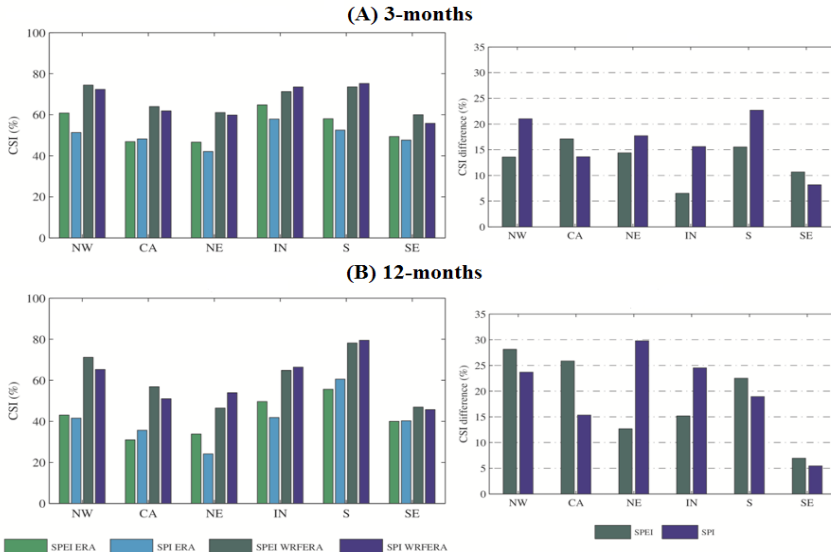 (A) 3-months
100
80
60
40
20
0
CSI (%)
NW CA NE IN S SE
35
30
25
20
15
10
5
0
CSI difference (%)
NW CA NE IN S SE
(B) 12-months
100
80
60
40
20
0
CSI (%)
NW CA NE IN S SE
35
30
25
20
15
10
5
0
CSI difference (%)
NW CA NE IN S SE
SPEI ERA SPI ERA SPEI WRFERA SPI WRFERA
SPEI SPI